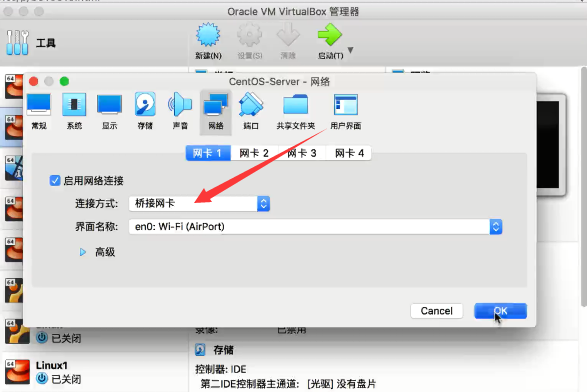 Oracle VM VirtualBox 管理器
工具
新建(N)
设置(S)
清除
启动(T)
CentOS-Server - 网络
常规
系统
显示
存储
声音
网络
端口
共享文件夹
用户界面
网卡 1
网卡 2
网卡 3
网卡 4
启用网络连接
连接方式:
桥接网卡
界面名称:
en0: Wi-Fi (AirPort)
高级
Cancel
OK
录像:
已禁用
已关闭
存储
Linux1
已关闭
控制器: IDE
第二IDE控制器主通道:
[光驱] 没有盘片